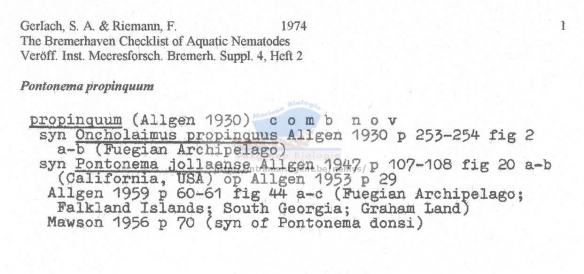 Gerlach, S. A. & Riemann, F. 1974 1
The Bremerhaven Checklist of Aquatic Nematodes
Veröff. Inst. Meeresforsch. Bremerh. Suppl. 4, Heft 2
Pontonema propinquum
propinquum (Allgen 1930) c o m b n o v
syn Oncholaimus propinquus Allgen 1930 p 253-254 fig 2
a-b (Fuegian Archipelago)
syn Pontonema jollaense Allgen 1947 p 107-108 fig 20 a-b
(California, USA) op Allgen 1953 p 29
Allgen 1959 p 60-61 fig 44 a-c (Fuegian Archipelago;
Falkland Islands; South Georgia; Graham Land)
Mawson 1956 p 70 (syn of Pontonema donsi)